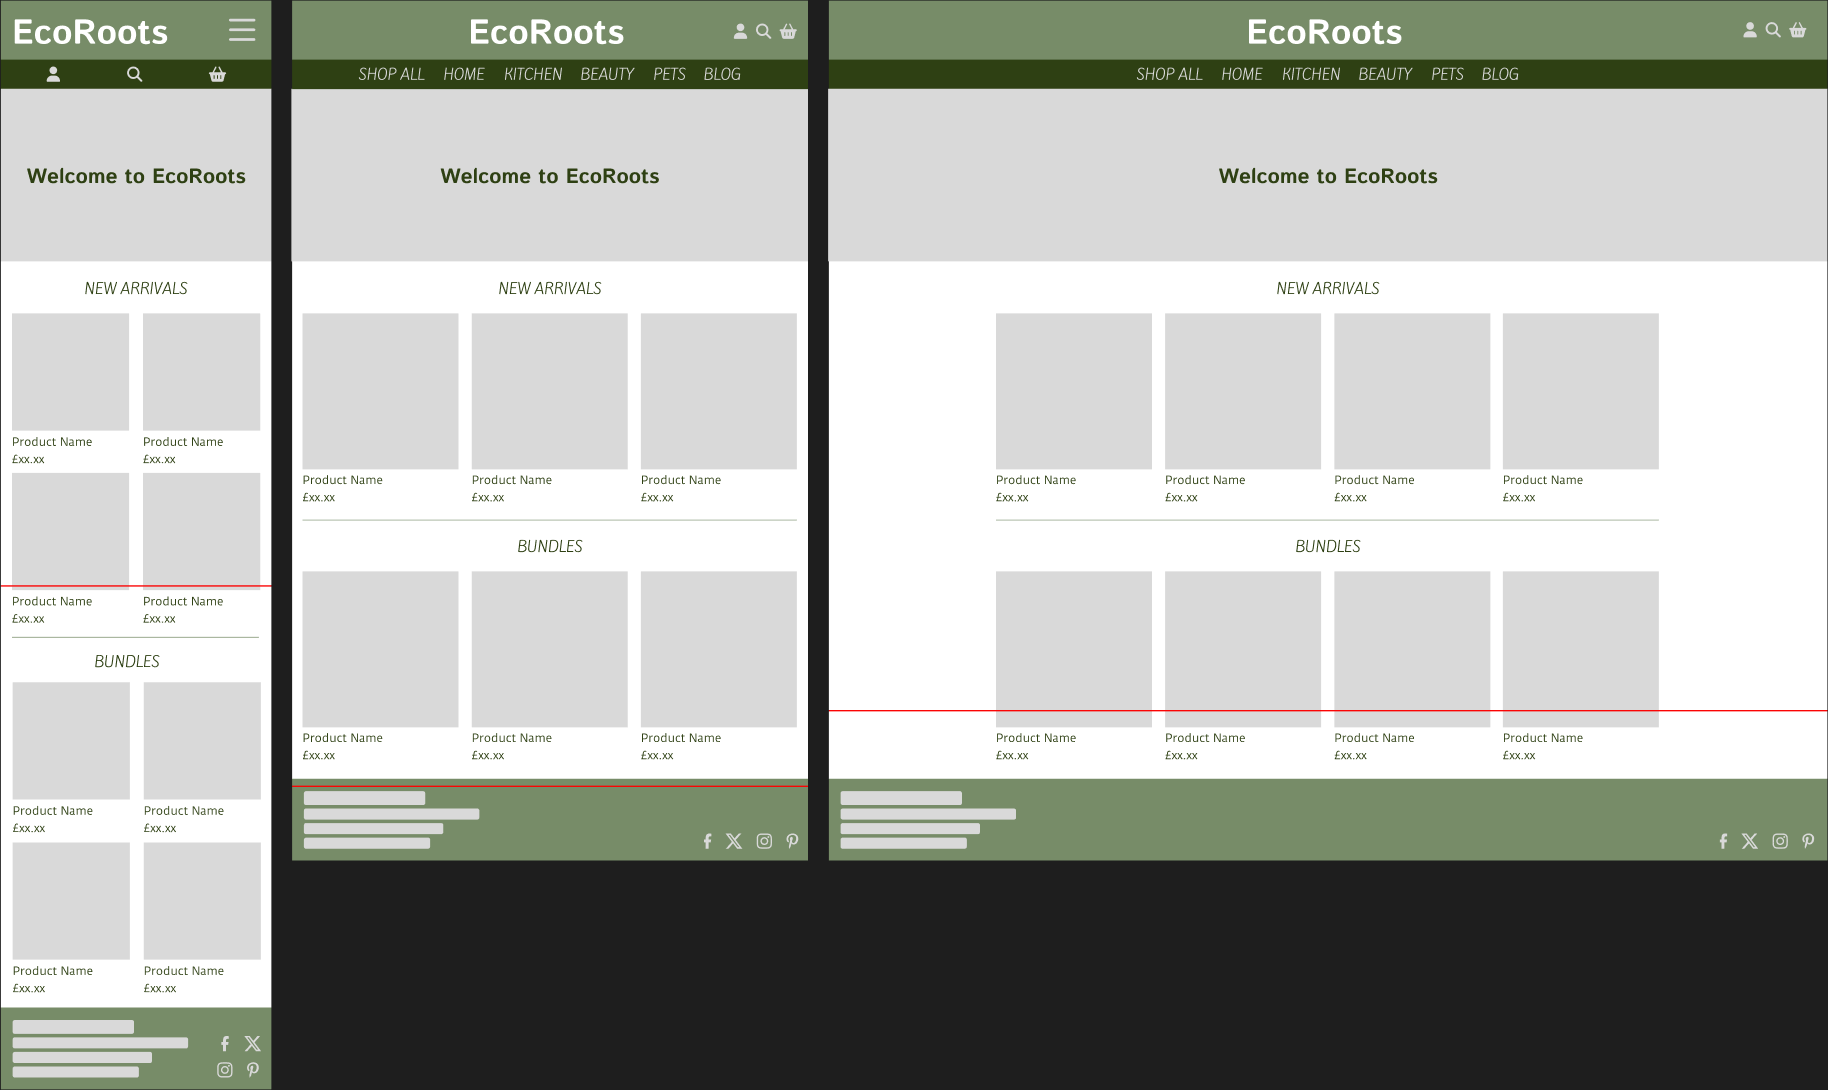 EcoRoots
Welcome to EcoRoots
NEW ARRIVALS
Product Name Product Name
£xx.xx £xx.xx
Product Name Product Name
£xx.xx £xx.xx
BUNDLES
Product Name Product Name
£xx.xx £xx.xx
Product Name Product Name
£xx.xx £xx.xx
EcoRoots
SHOP ALL HOME KITCHEN BEAUTY PETS BLOG
Welcome to EcoRoots
NEW ARRIVALS
Product Name Product Name Product Name
£xx.xx £xx.xx £xx.xx
BUNDLES
Product Name Product Name Product Name
£xx.xx £xx.xx £xx.xx
EcoRoots
SHOP ALL HOME KITCHEN BEAUTY PETS BLOG
Welcome to EcoRoots
NEW ARRIVALS
Product Name Product Name Product Name Product Name
£xx.xx £xx.xx £xx.xx £xx.xx
BUNDLES
Product Name Product Name Product Name Product Name
£xx.xx £xx.xx £xx.xx £xx.xx